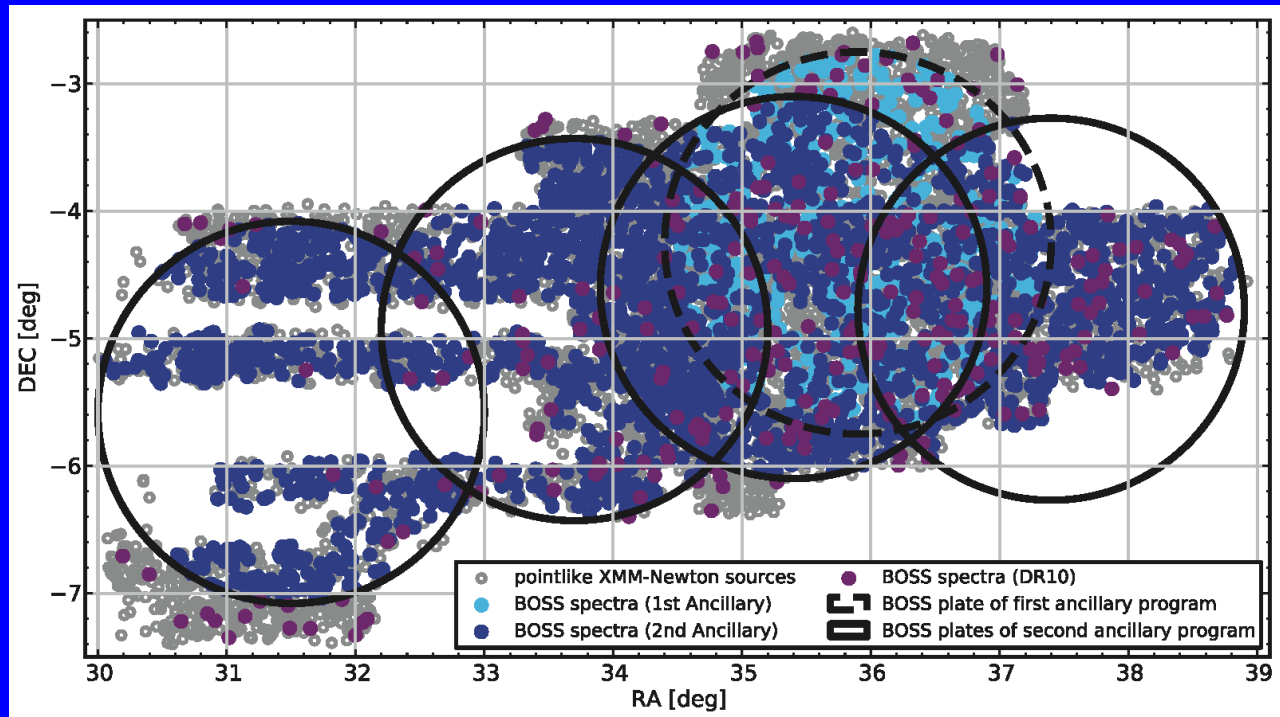 −3
−4
−5
−6
−7
DEC [deg]
pointlike XMM-Newton sources
BOSS spectra (1st Ancillary)
BOSS spectra (2nd Ancillary)
BOSS spectra (DR10)
BOSS plate of first ancillary program
BOSS plates of second ancillary program
30 31 32 33 34 35 36 37 38 39
RA [deg]